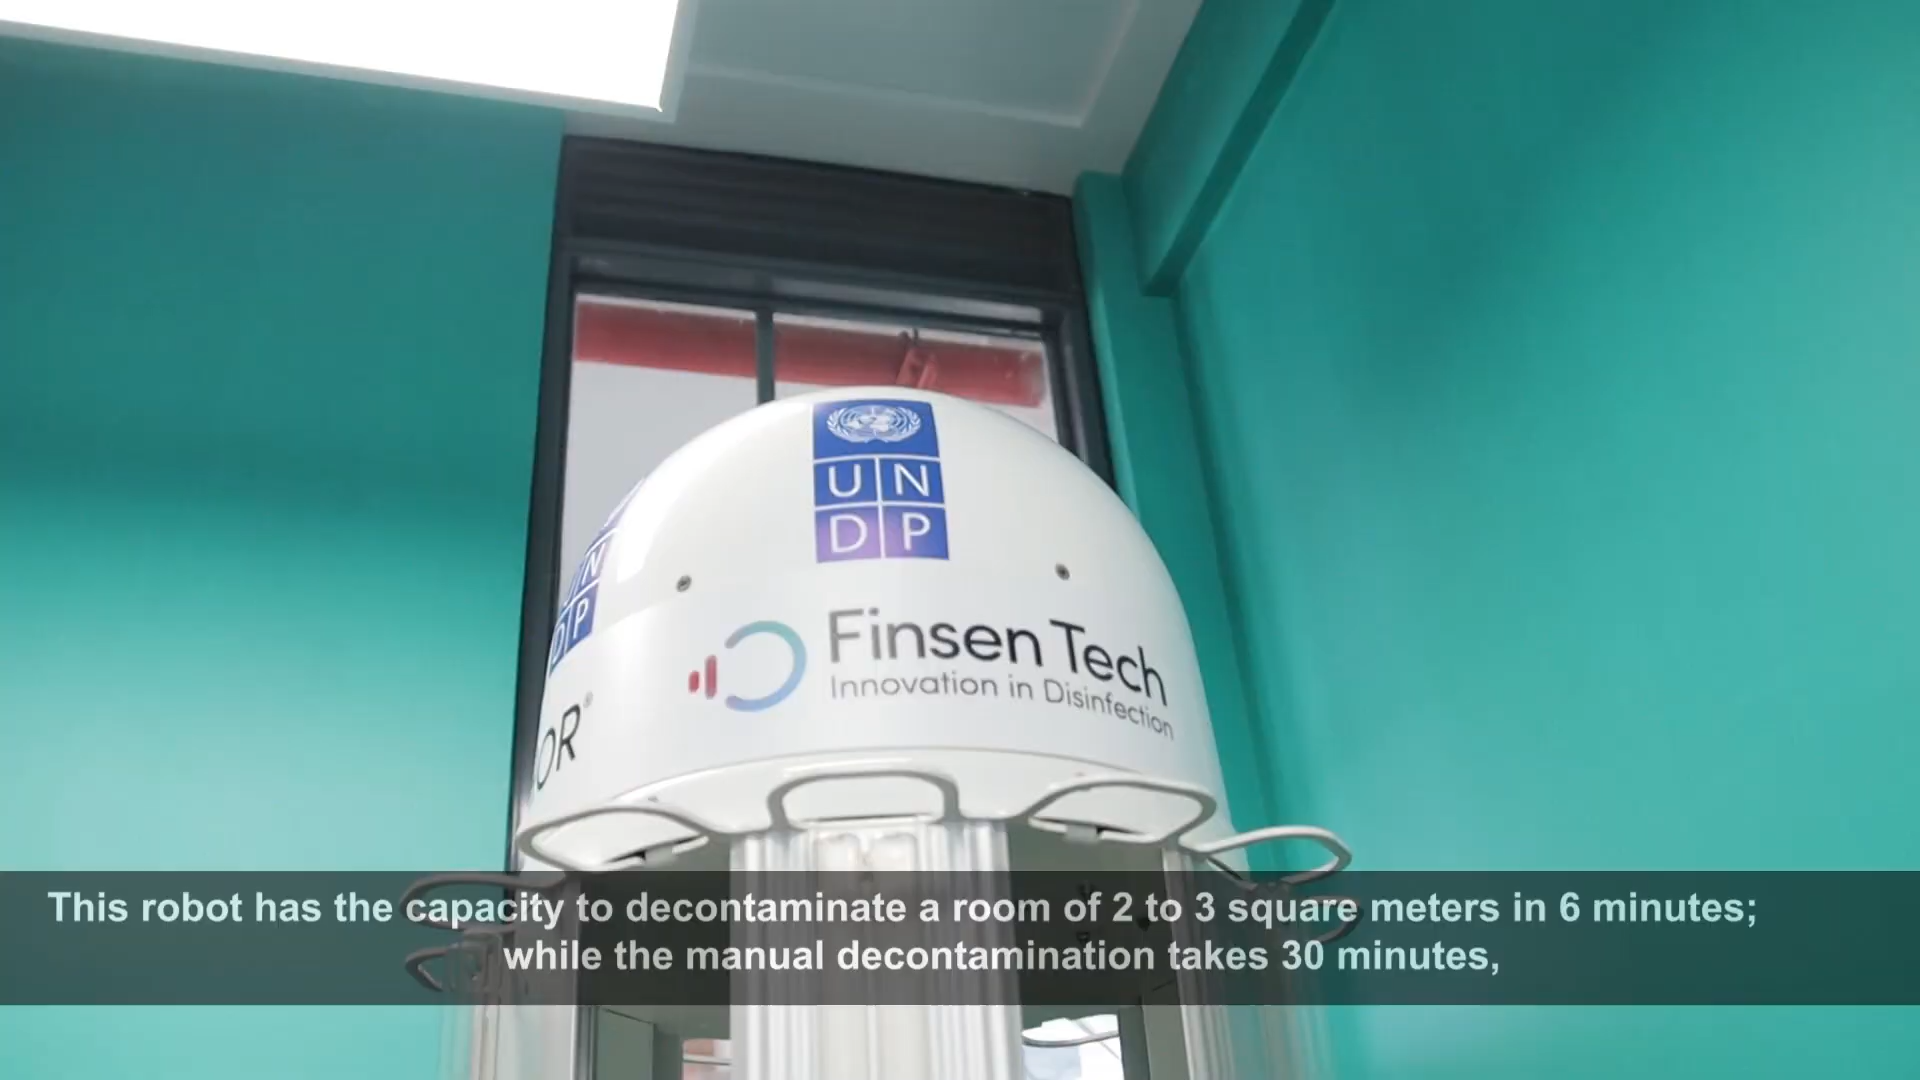 UN
DP
UN
DP
Finsen Tech
Innovation in Disinfection
OR®
This robot has the capacity to decontaminate a room of 2 to 3 square meters in 6 minutes;
while the manual decontamination takes 30 minutes,